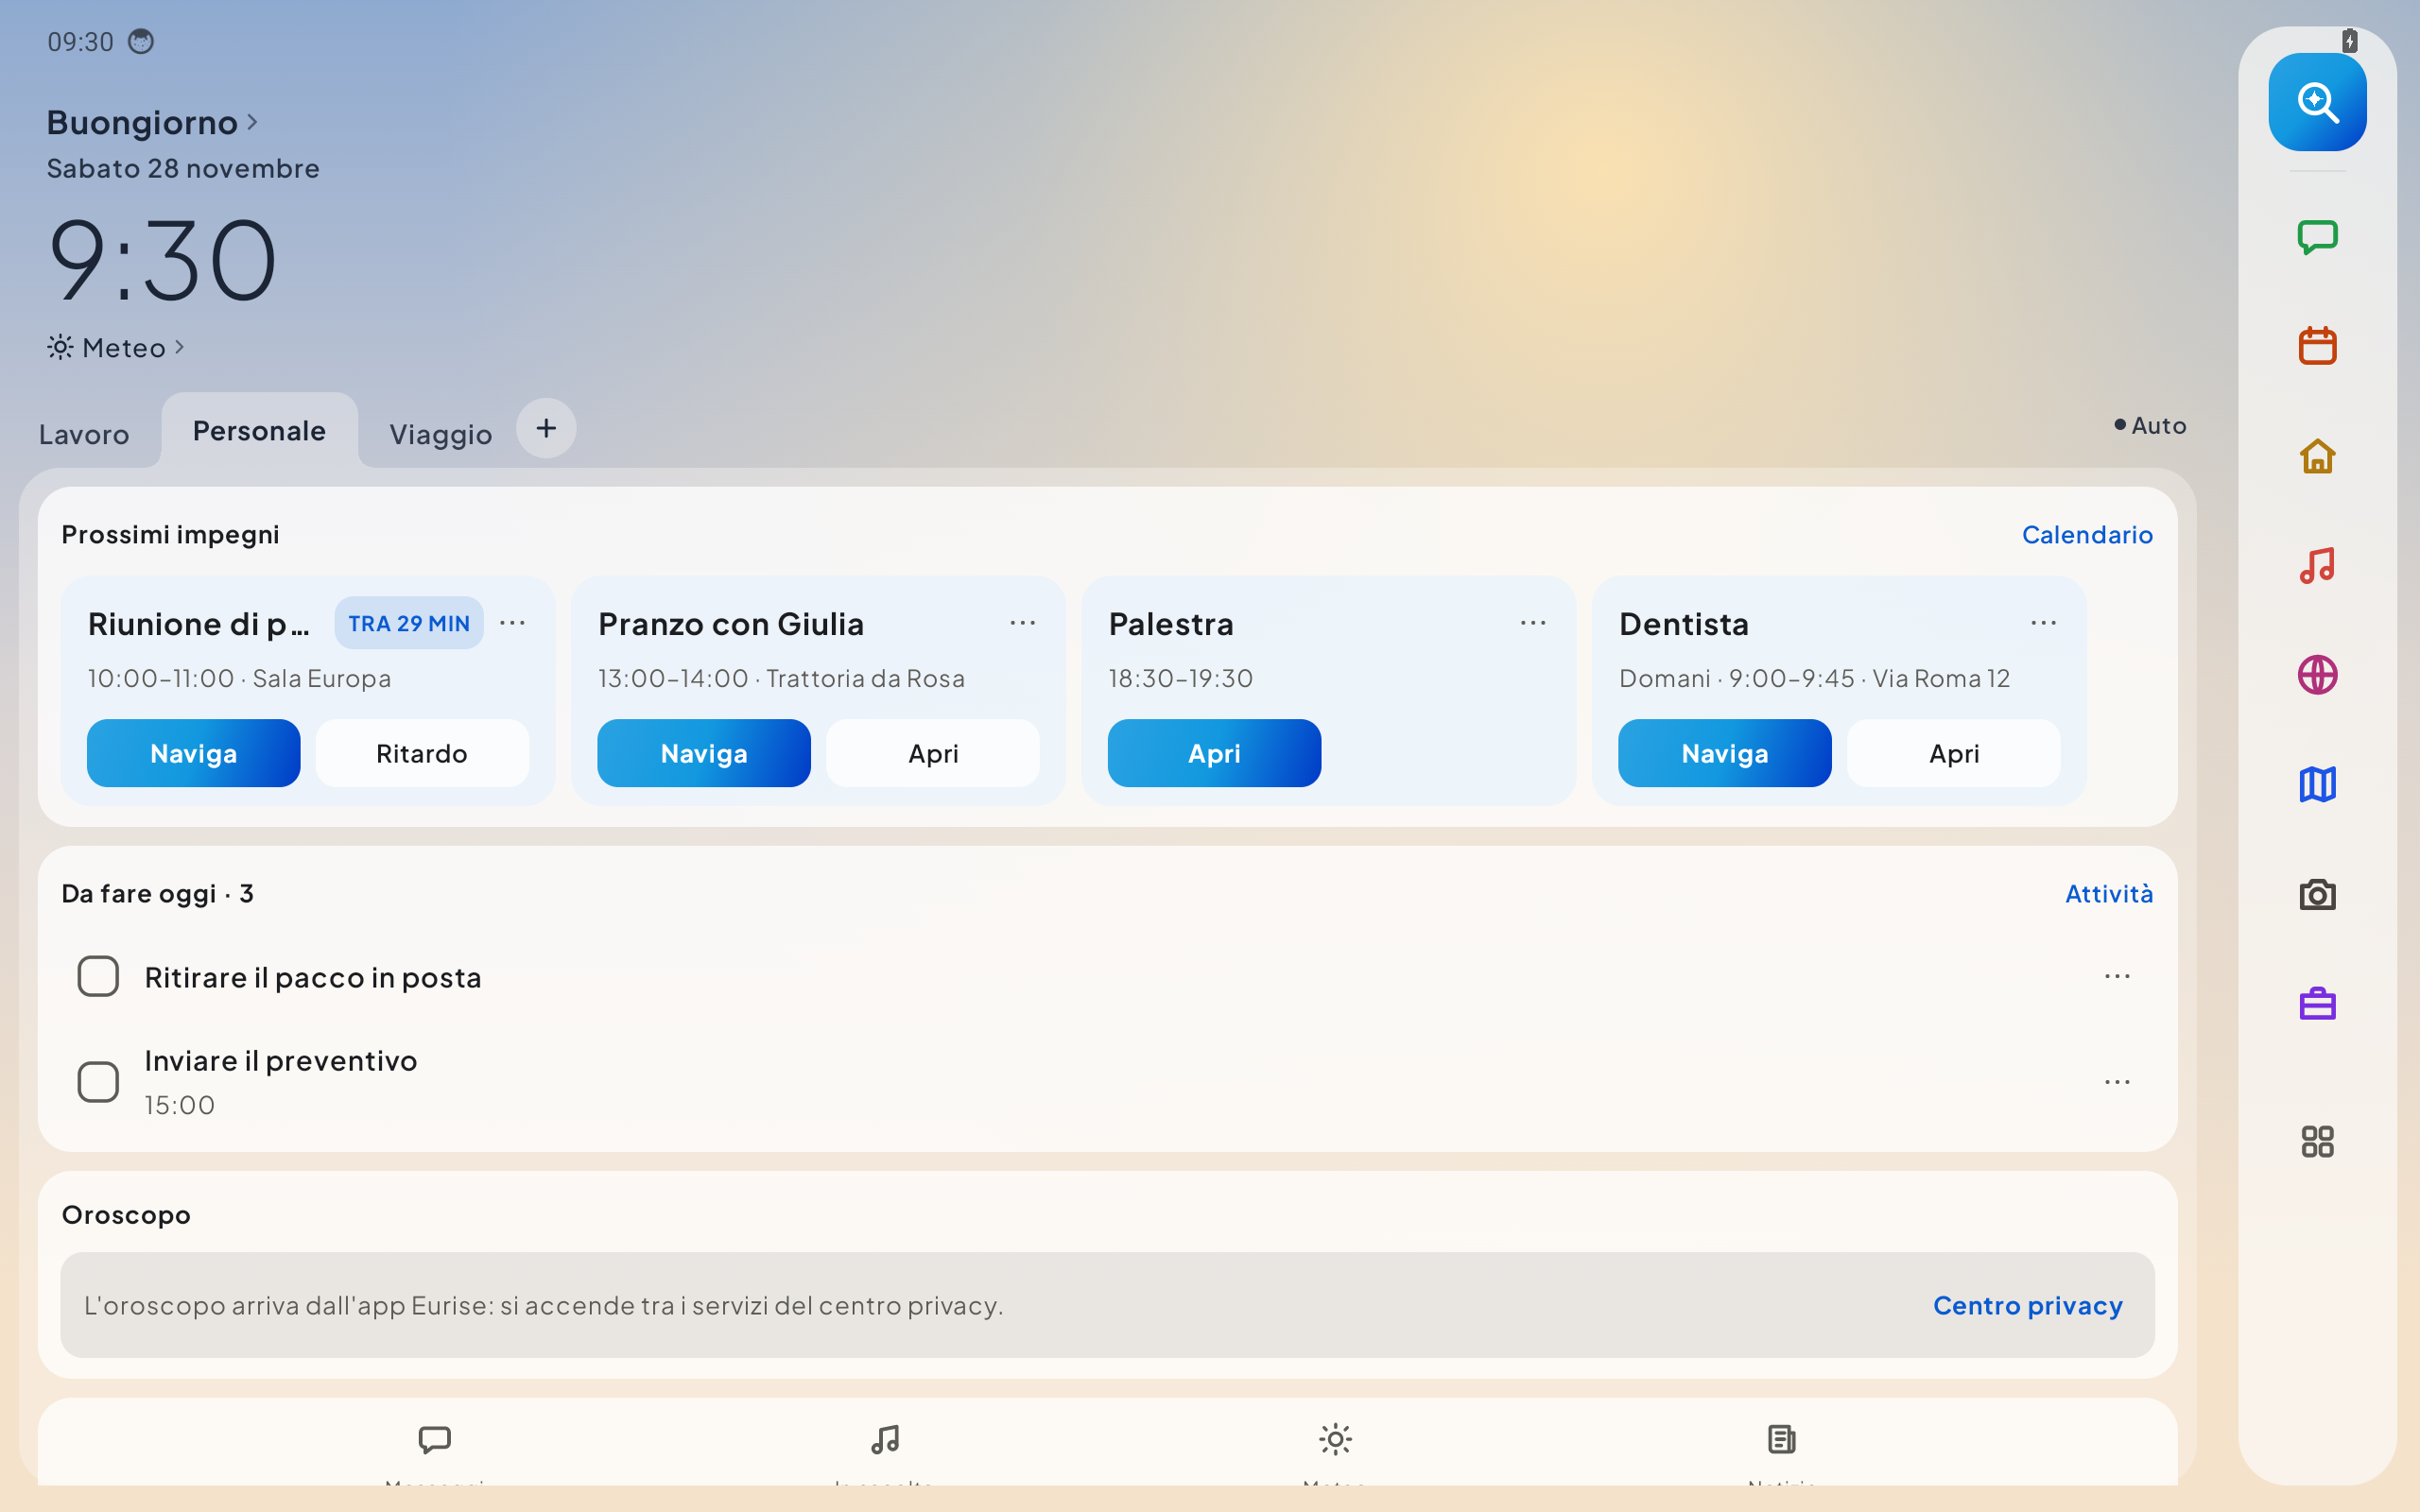 09:30
Buongiorno
Sabato 28 novembre
9:30
Meteo
Lavoro
Personale
Viaggio
Auto
Prossimi impegni
Calendario
Riunione di p…
TRA 29 MIN
10:00–11:00 · Sala Europa
Naviga
Ritardo
Pranzo con Giulia
13:00–14:00 · Trattoria da Rosa
Naviga
Apri
Palestra
18:30–19:30
Apri
Dentista
Domani · 9:00–9:45 · Via Roma 12
Naviga
Apri
Da fare oggi · 3
Attività
Ritirare il pacco in posta
Inviare il preventivo
15:00
Oroscopo
L'oroscopo arriva dall'app Eurise: si accende tra i servizi del centro privacy.
Centro privacy